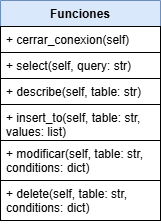 Funciones
+ cerrar_conexion(self)
+ select(self, query: str)
+ describe(self, table: str)
+ insert_to(self, table: str,
values: list)
+ modificar(self, table: str,
conditions: dict)
+ delete(self, table: str,
conditions: dict)